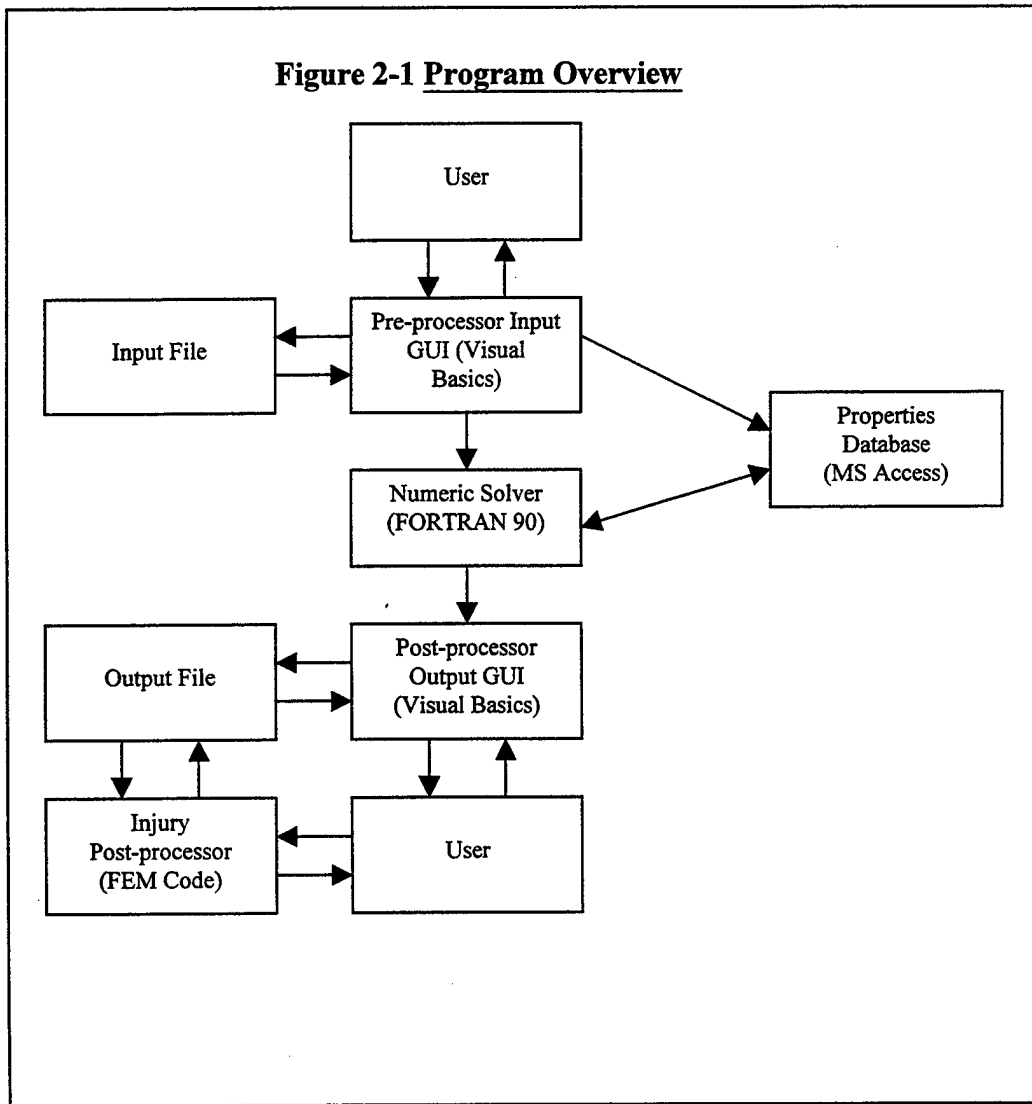 Figure 2-1 Program Overview
User
Input File
Pre-processor Input
GUI (Visual
Basics)
Properties
Database
(MS Access)
Numeric Solver
(FORTRAN 90)
Output File
Post-processor
Output GUI
(Visual Basics)
Injury
Post-processor
(FEM Code)
User